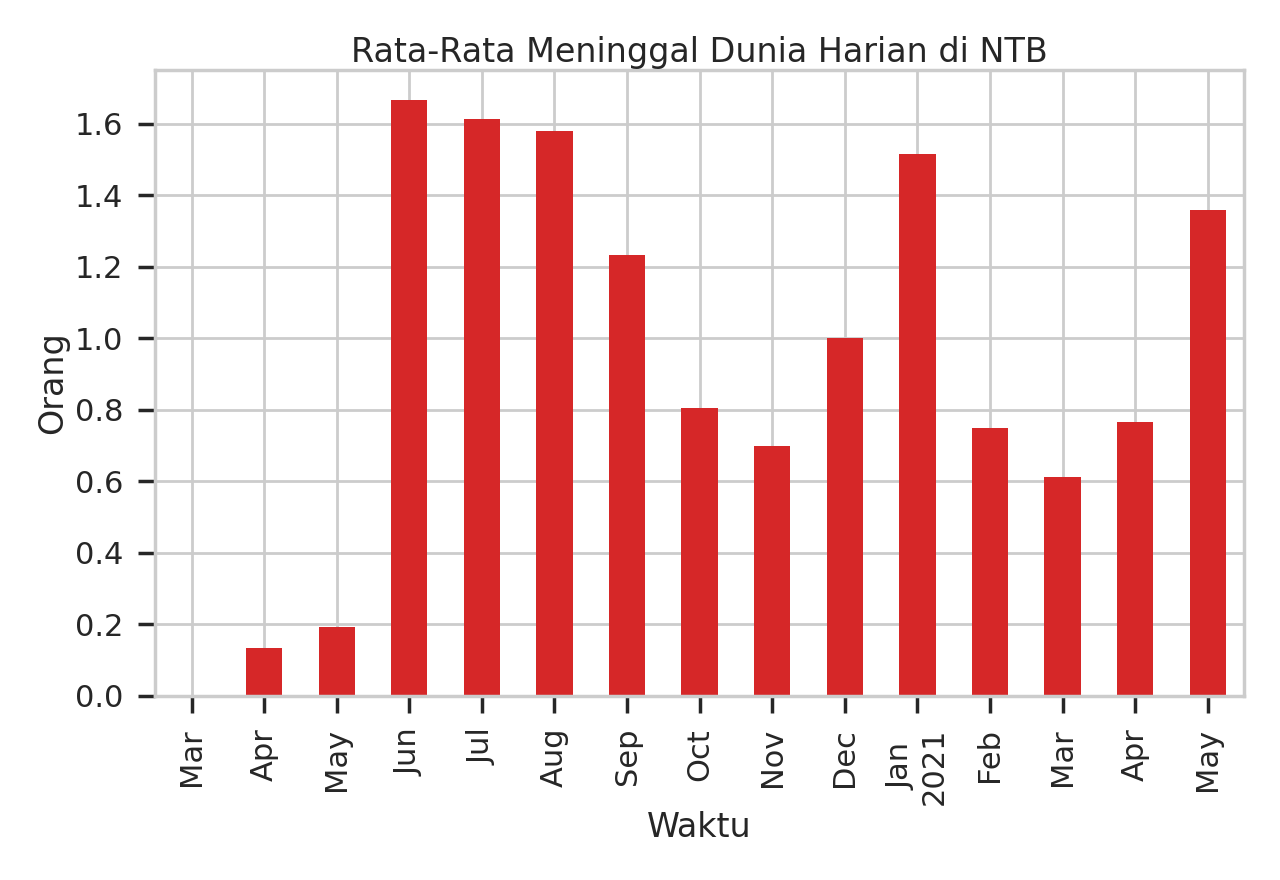 Rata-Rata Meninggal Dunia Harian di NTB
1.6
1.4
1.2
1.0
0.8
0.6
0.4
0.2
0.0
Orang
Mar
Apr
May
Jun
Jul
Aug
Sep
Oct
Nov
Dec
Jan
2021
Feb
Mar
Apr
May
Waktu